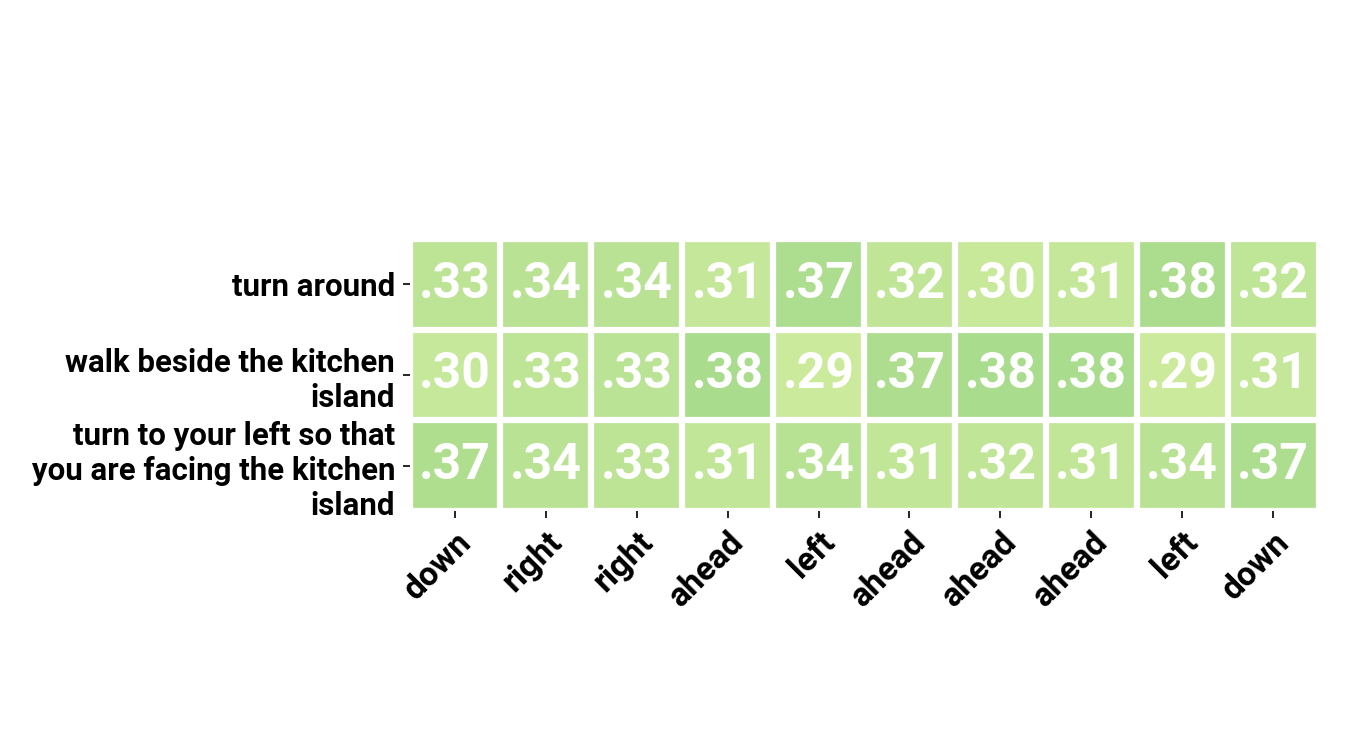 turn around .33 .34 .34 .31 .37 .32 .30 .31 .38 .32
walk beside the kitchen
island
.30 .33 .33 .38 .29 .37 .38 .38 .29 .31
turn to your left so that
you are facing the kitchen
island
.37 .34 .33 .31 .34 .31 .32 .31 .34 .37
down right right ahead left ahead ahead ahead left down